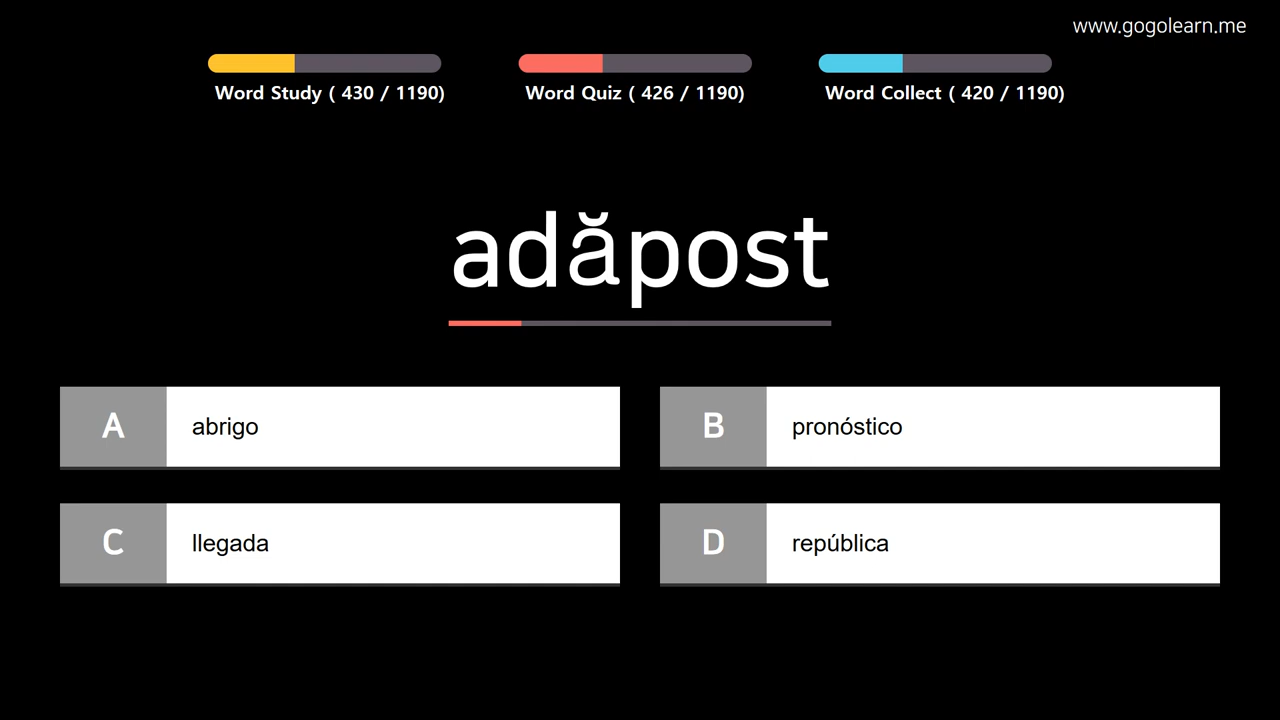 www.gogolearn.me
Word Study ( 430 / 1190)
Word Quiz ( 426 / 1190)
Word Collect ( 420 / 1190)
adăpost
A abrigo
B pronóstico
C llegada
D república